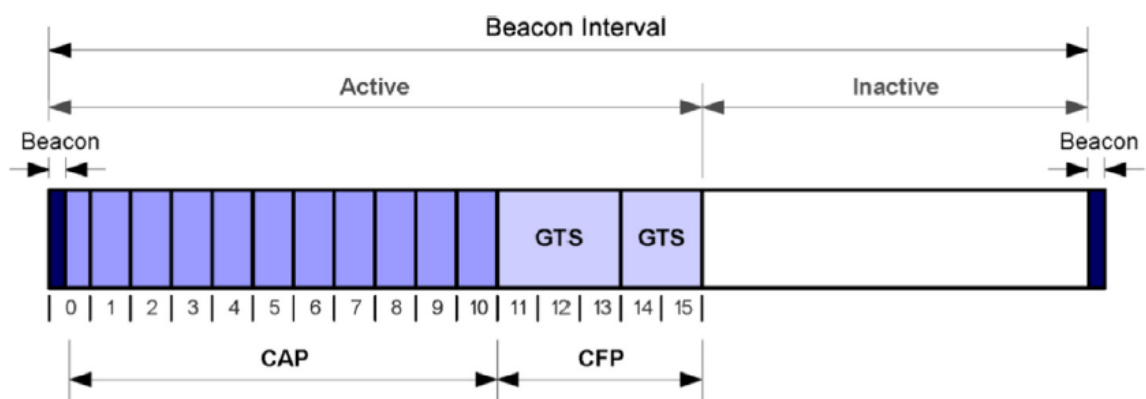 Beacon Interval
Active Inactive
Beacon Beacon
GTS GTS
0 1 2 3 4 5 6 7 8 9 10 11 12 13 14 15
CAP CFP